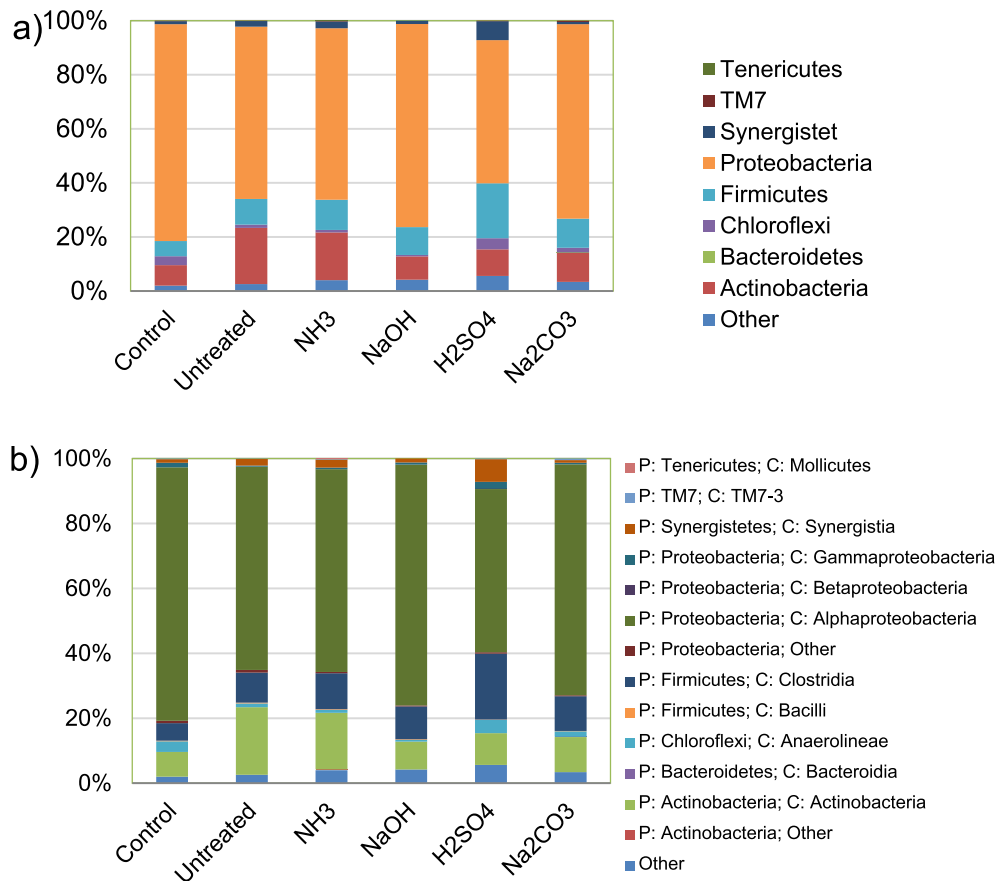 a)
100%
80%
60%
40%
20%
0%
Control
Untreated
NH3
NaOH
H2SO4
Na2CO3
Tenericutes
TM7
Synergistet
Proteobacteria
Firmicutes
Chloroflexi
Bacteroidetes
Actinobacteria
Other
b)
100%
80%
60%
40%
20%
0%
Control
Untreated
NH3
NaOH
H2SO4
Na2CO3
P: Tenericutes; C: Mollicutes
P: TM7; C: TM7-3
P: Synergistetes; C: Synergistia
P: Proteobacteria; C: Gammaproteobacteria
P: Proteobacteria; C: Betaproteobacteria
P: Proteobacteria; C: Alphaproteobacteria
P: Proteobacteria; Other
P: Firmicutes; C: Clostridia
P: Firmicutes; C: Bacilli
P: Chloroflexi; C: Anaerolineae
P: Bacteroidetes; C: Bacteroidia
P: Actinobacteria; C: Actinobacteria
P: Actinobacteria; Other
Other